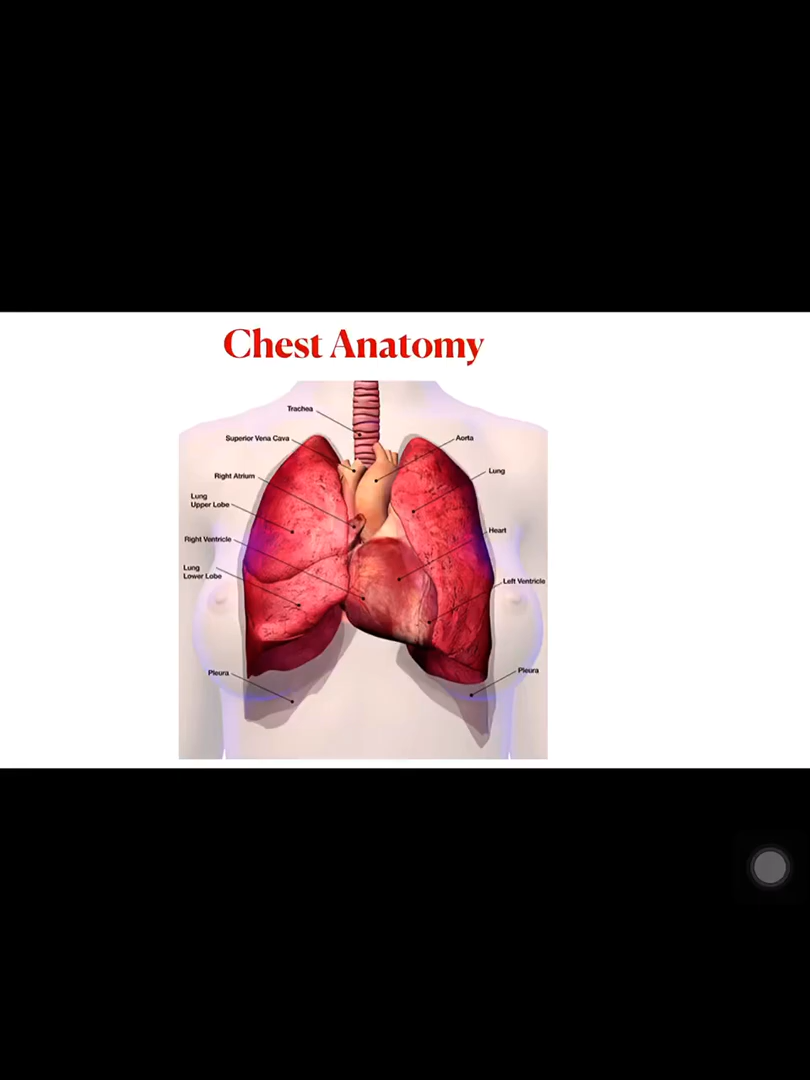 Chest Anatomy
Trachea
Superior Vena Cava
Aorta
Right Atrium
Lung
Lung
Upper Lobe
Right Ventricle
Heart
Lung
Lower Lobe
Left Ventricle
Pleura
Pleura